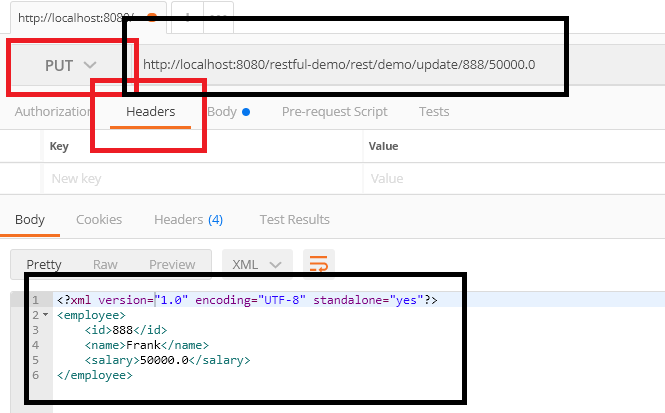 http://localhost:8080/
PUT
http://localhost:8080/restful-demo/rest/demo/update/888/50000.0
Authorization Headers Body Pre-request Script Tests
Key Value
New key Value
Body Cookies Headers (4) Test Results
Pretty Raw Preview XML
1 <?xml version="1.0" encoding="UTF-8" standalone="yes"?>
2 <employee>
3 <id>888</id>
4 <name>Frank</name>
5 <salary>50000.0</salary>
6 </employee>